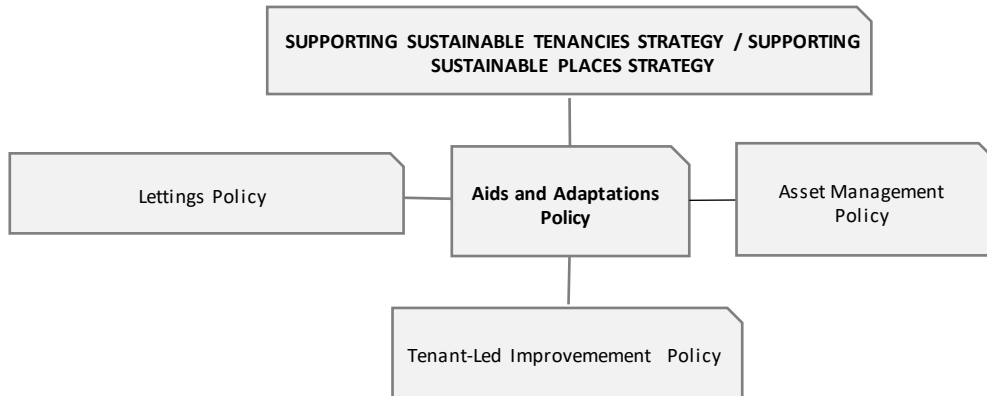 SUPPORTING SUSTAINABLE TENANCIES STRATEGY / SUPPORTING
SUSTAINABLE PLACES STRATEGY
Lettings Policy
Aids and Adaptations
Policy
Asset Management
Policy
Tenant-Led Improvemement Policy